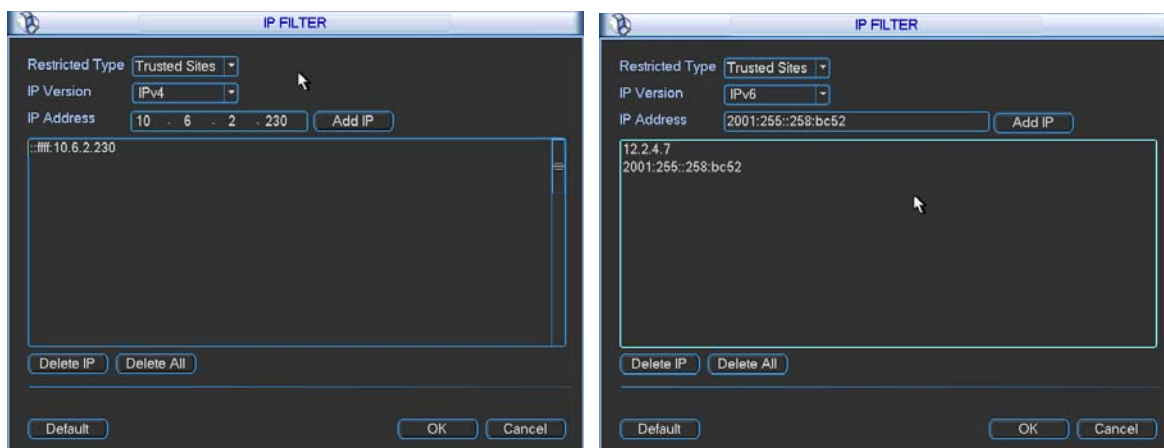 IP FILTER
Restricted Type Trusted Sites
IP Version IPv4
IP Address 10 . 6 . 2 . 230 Add IP
::ffff:10.6.2.230
Delete IP Delete All
Default OK Cancel
IP FILTER
Restricted Type Trusted Sites
IP Version IPv6
IP Address 2001:255::258:bc52 Add IP
12.2.4.7
2001:255::258:bc52
Delete IP Delete All
Default OK Cancel